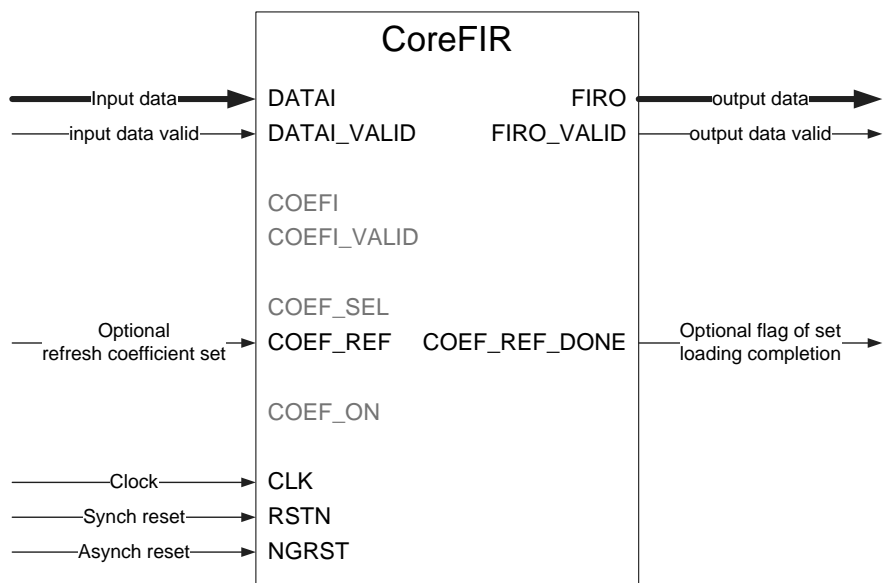 CoreFIR
Input data DATAI FIRO output data
input data valid DATAI_VALID FIRO_VALID output data valid
COEFI
COEFI_VALID
COEF_SEL
Optional
refresh coefficient set COEF_REF COEF_REF_DONE Optional flag of set
loading completion
COEF_ON
Clock CLK
Synch reset RSTN
Asynch reset NGRST